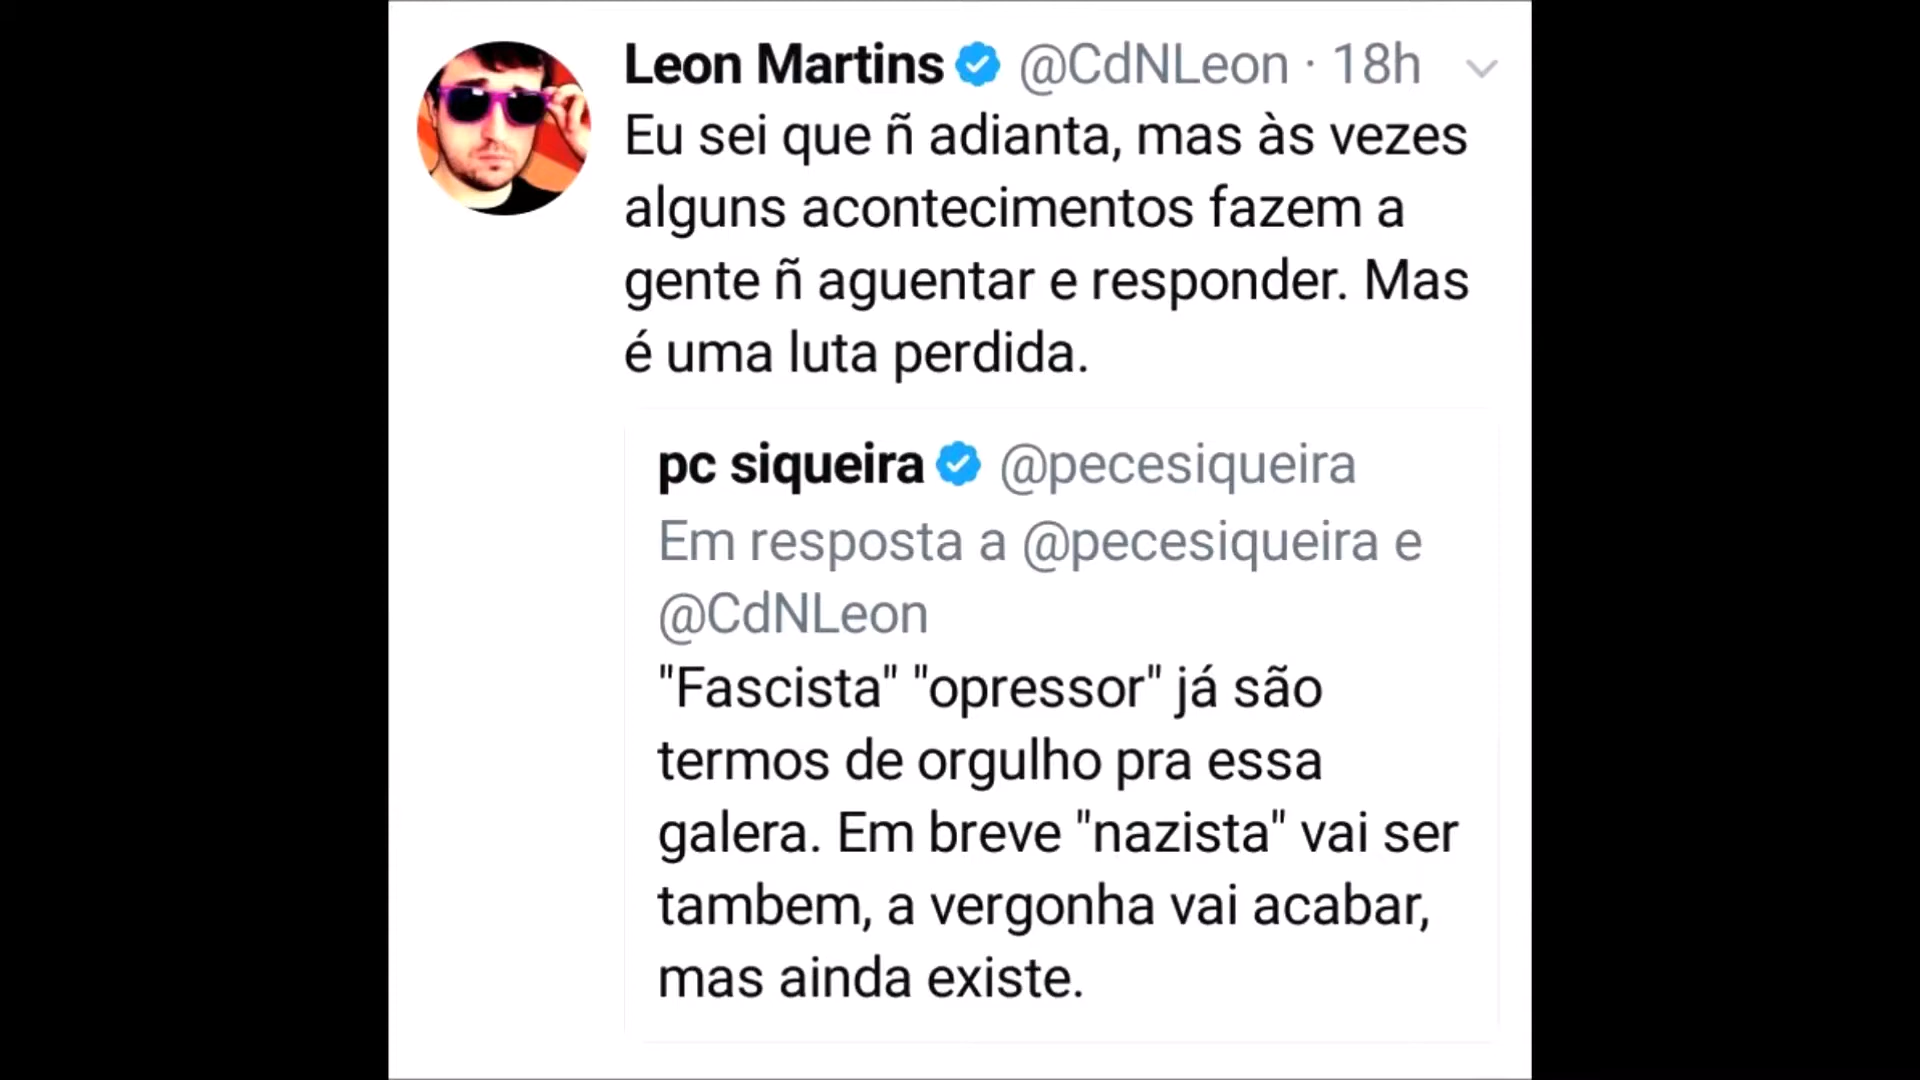 Leon Martins @CdNLeon · 18h
Eu sei que ñ adianta, mas às vezes
alguns acontecimentos fazem a
gente ñ aguentar e responder. Mas
é uma luta perdida.
pc siqueira @pecesiqueira
Em resposta a @pecesiqueira e
@CdNLeon
"Fascista" "opressor" já são
termos de orgulho pra essa
galera. Em breve "nazista" vai ser
tambem, a vergonha vai acabar,
mas ainda existe.